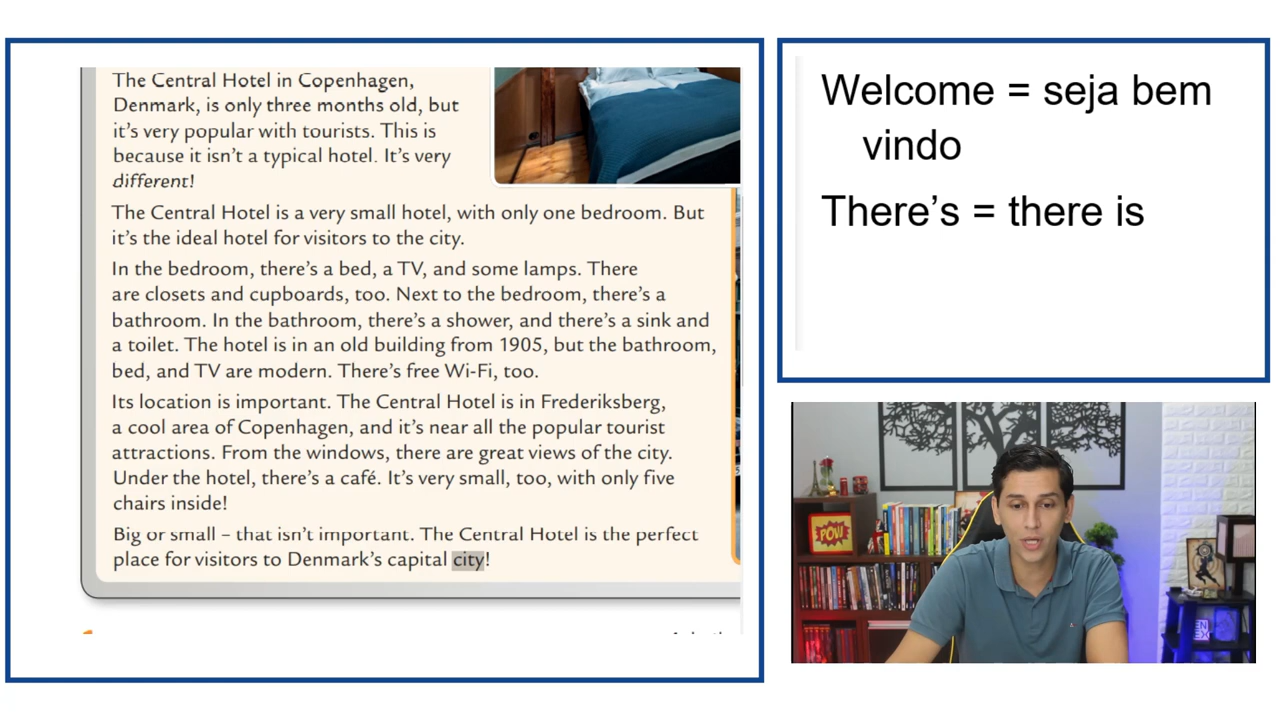 The Central Hotel in Copenhagen,
Denmark, is only three months old, but
it's very popular with tourists. This is
because it isn't a typical hotel. It's very
different!
The Central Hotel is a very small hotel, with only one bedroom. But
it's the ideal hotel for visitors to the city.
In the bedroom, there's a bed, a TV, and some lamps. There
are closets and cupboards, too. Next to the bedroom, there's a
bathroom. In the bathroom, there's a shower, and there's a sink and
a toilet. The hotel is in an old building from 1905, but the bathroom,
bed, and TV are modern. There's free Wi-Fi, too.
Its location is important. The Central Hotel is in Frederiksberg,
a cool area of Copenhagen, and it's near all the popular tourist
attractions. From the windows, there are great views of the city.
Under the hotel, there's a café. It's very small, too, with only five
chairs inside!
Big or small – that isn't important. The Central Hotel is the perfect
place for visitors to Denmark's capital city!
Welcome = seja bem
vindo
There's = there is
POW!